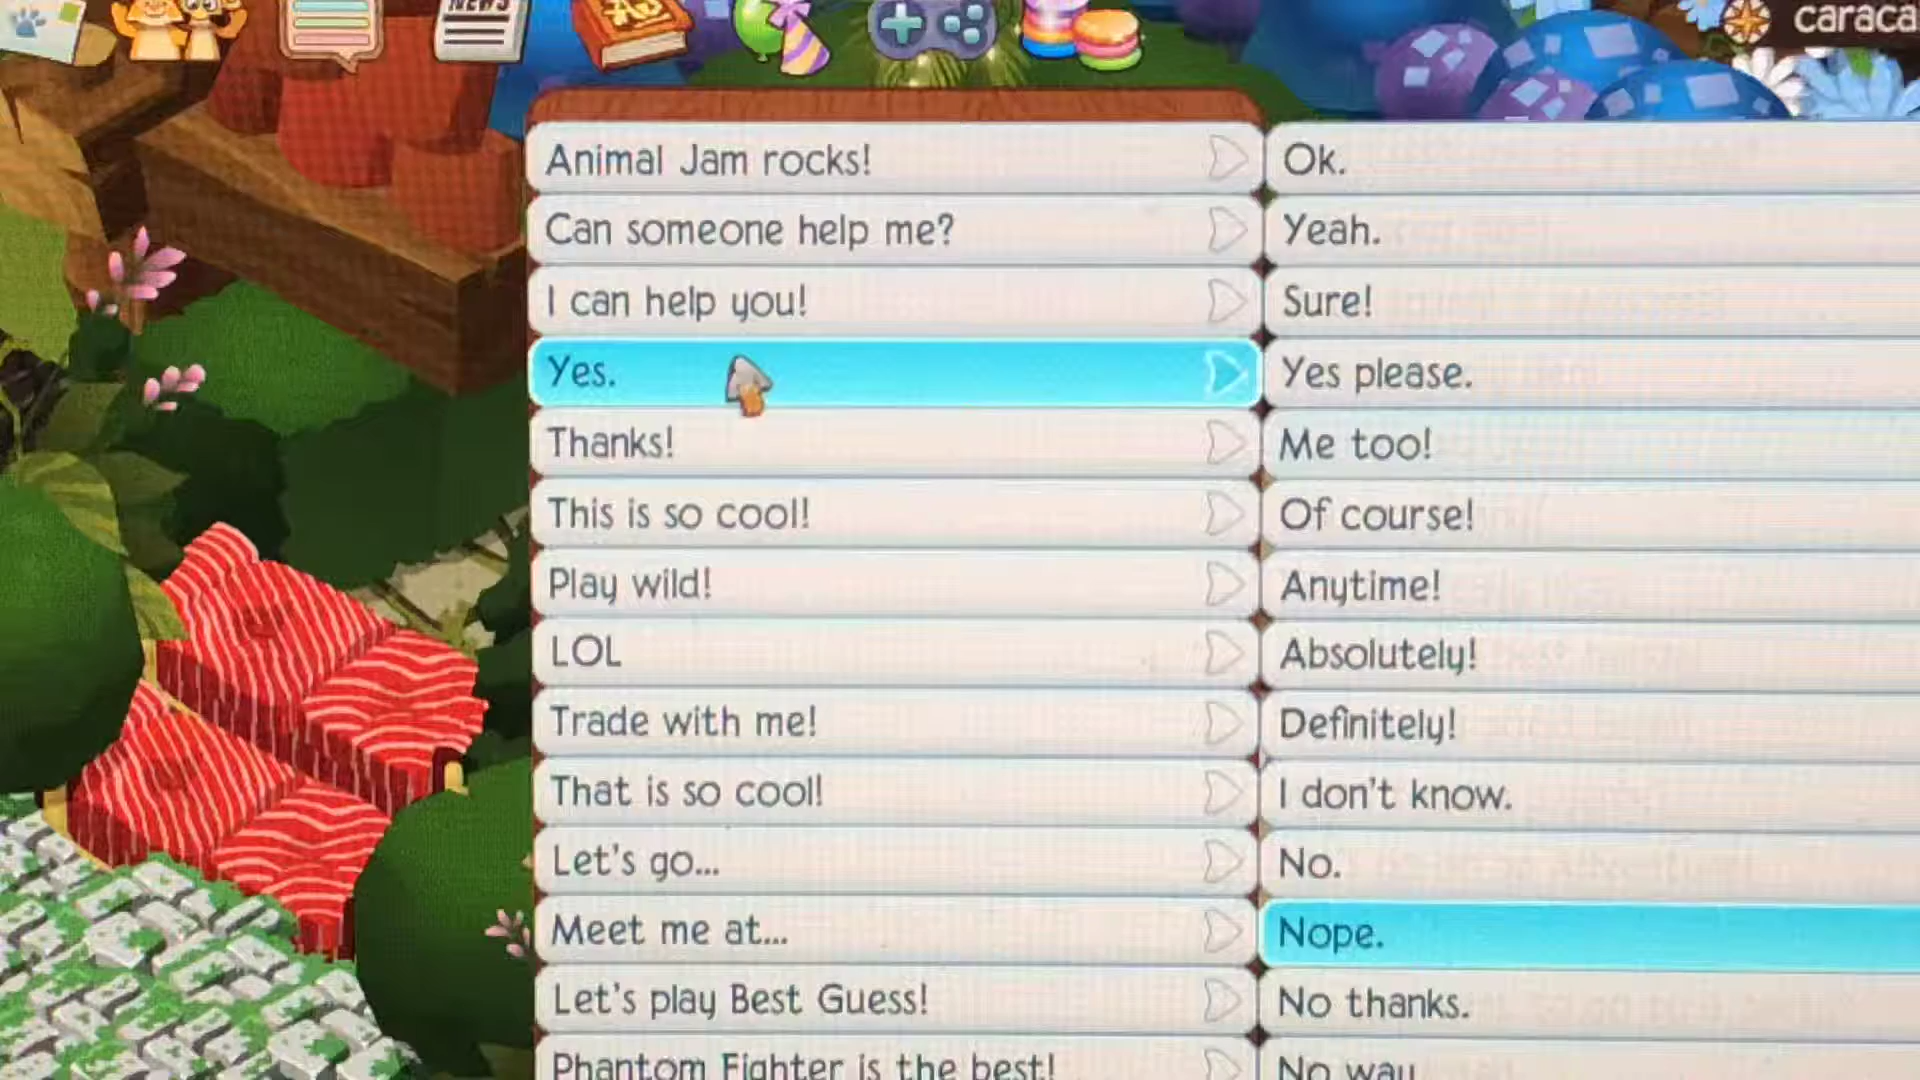 NEWS
caraca
Animal Jam rocks!
Can someone help me?
I can help you!
Yes.
Thanks!
This is so cool!
Play wild!
LOL
Trade with me!
That is so cool!
Let's go...
Meet me at...
Let's play Best Guess!
Phantom Fighter is the best!
Ok.
Yeah.
Sure!
Yes please.
Me too!
Of course!
Anytime!
Absolutely!
Definitely!
I don't know.
No.
Nope.
No thanks.
No way